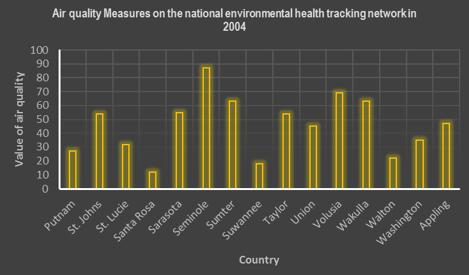 Air quality Measures on the national environmental health tracking network in
2004
Value of air quality
100
90
80
70
60
50
40
30
20
10
0
Putnam
St. Johns
St. Lucie
Santa Rosa
Sarasota
Seminole
Sumter
Suwannee
Taylor
Union
Volusia
Wakulla
Walton
Washington
Appling
Country